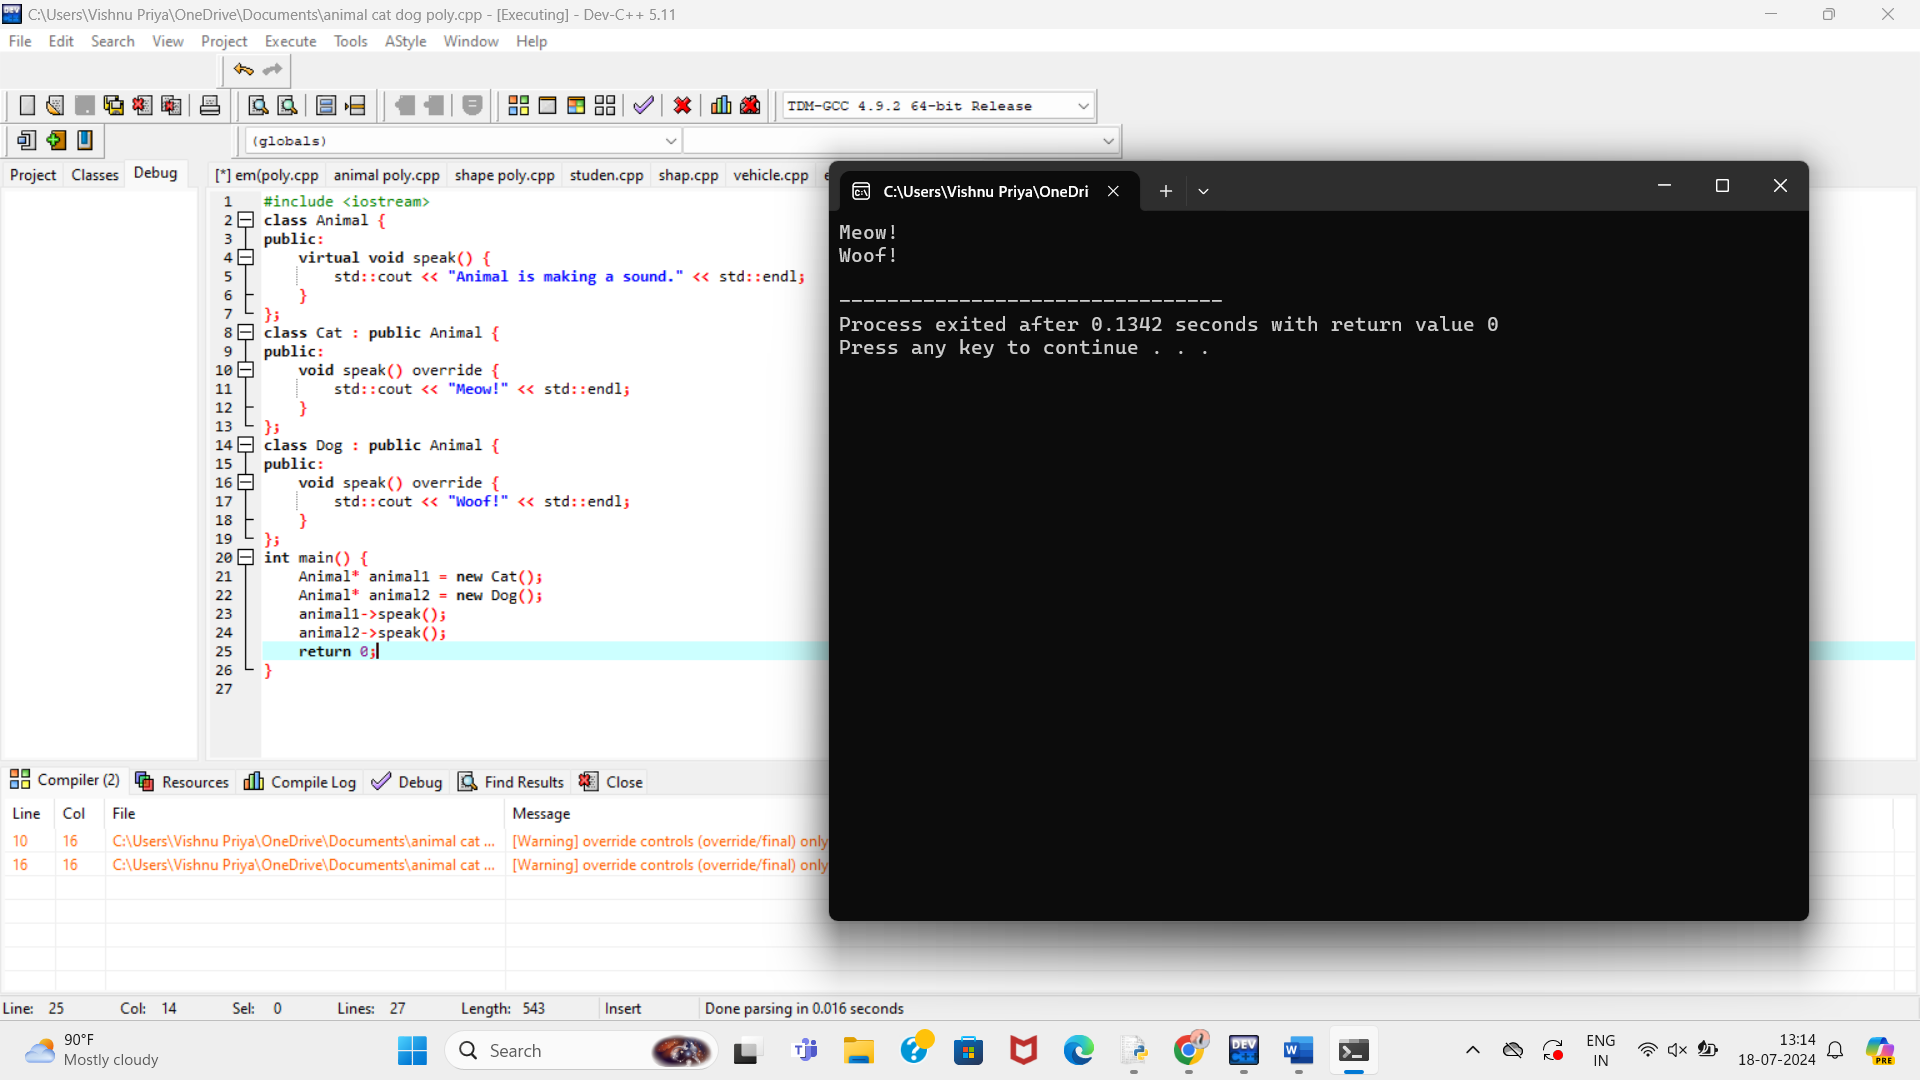 C:\Users\Vishnu Priya\OneDrive\Documents\animal cat dog poly.cpp - [Executing] - Dev-C++ 5.11
File Edit Search View Project Execute Tools AStyle Window Help
TDM-GCC 4.9.2 64-bit Release
(globals)
Project Classes Debug
[*] em(poly.cpp animal poly.cpp shape poly.cpp studen.cpp shap.cpp vehicle.cpp
1 #include <iostream>
2 class Animal {
3 public:
4 virtual void speak() {
5 std::cout << "Animal is making a sound." << std::endl;
6 }
7 };
8 class Cat : public Animal {
9 public:
10 void speak() override {
11 std::cout << "Meow!" << std::endl;
12 }
13 };
14 class Dog : public Animal {
15 public:
16 void speak() override {
17 std::cout << "Woof!" << std::endl;
18 }
19 };
20 int main() {
21 Animal* animal1 = new Cat();
22 Animal* animal2 = new Dog();
23 animal1->speak();
24 animal2->speak();
25 return 0;
26 }
27
C:\Users\Vishnu Priya\OneDri
Meow!
Woof!
--------------------------------
Process exited after 0.1342 seconds with return value 0
Press any key to continue . . .
Compiler (2) Resources Compile Log Debug Find Results Close
Line Col File Message
10 16 C:\Users\Vishnu Priya\OneDrive\Documents\animal cat ... [Warning] override controls (override/final) only
16 16 C:\Users\Vishnu Priya\OneDrive\Documents\animal cat ... [Warning] override controls (override/final) only
Line: 25 Col: 14 Sel: 0 Lines: 27 Length: 543 Insert Done parsing in 0.016 seconds
90°F
Mostly cloudy
Search
ENG
IN
13:14
18-07-2024